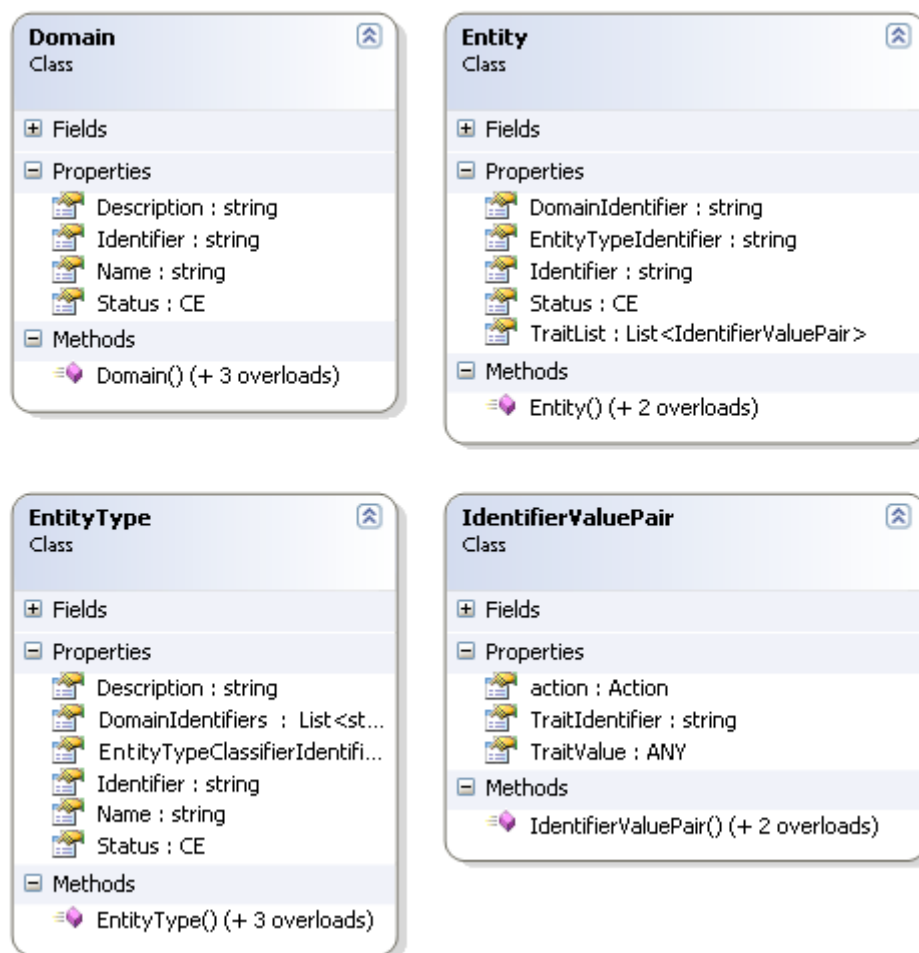 Domain
Class
Fields
Properties
Description : string
Identifier : string
Name : string
Status : CE
Methods
Domain() (+ 3 overloads)
Entity
Class
Fields
Properties
DomainIdentifier : string
EntityTypeIdentifier : string
Identifier : string
Status : CE
TraitList : List<IdentifierValuePair>
Methods
Entity() (+ 2 overloads)
EntityType
Class
Fields
Properties
Description : string
DomainIdentifiers : List<st...
EntityTypeClassifierIdentifi...
Identifier : string
Name : string
Status : CE
Methods
EntityType() (+ 3 overloads)
IdentifierValuePair
Class
Fields
Properties
action : Action
TraitIdentifier : string
TraitValue : ANY
Methods
IdentifierValuePair() (+ 2 overloads)